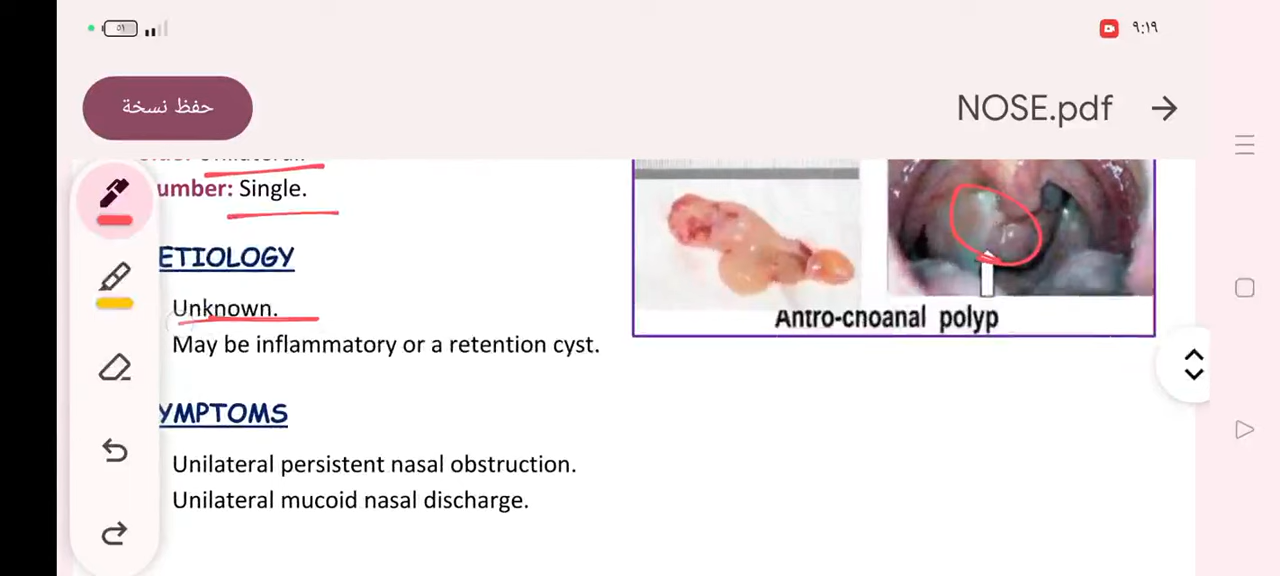 ٥١
٩:١٩
حفظ نسخة
NOSE.pdf
umber: Single.
ETIOLOGY
Unknown.
May be inflammatory or a retention cyst.
Antro-choanal polyp
YMPTOMS
Unilateral persistent nasal obstruction.
Unilateral mucoid nasal discharge.